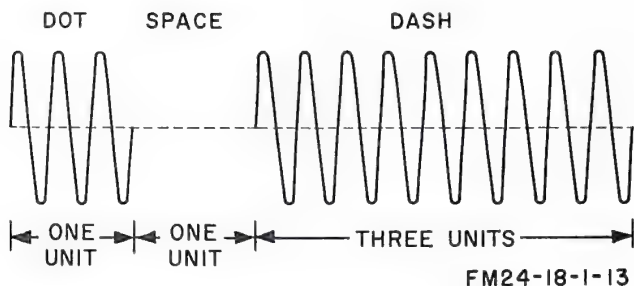 DOT SPACE DASH
ONE UNIT
ONE UNIT
THREE UNITS
FM24-18-1-13